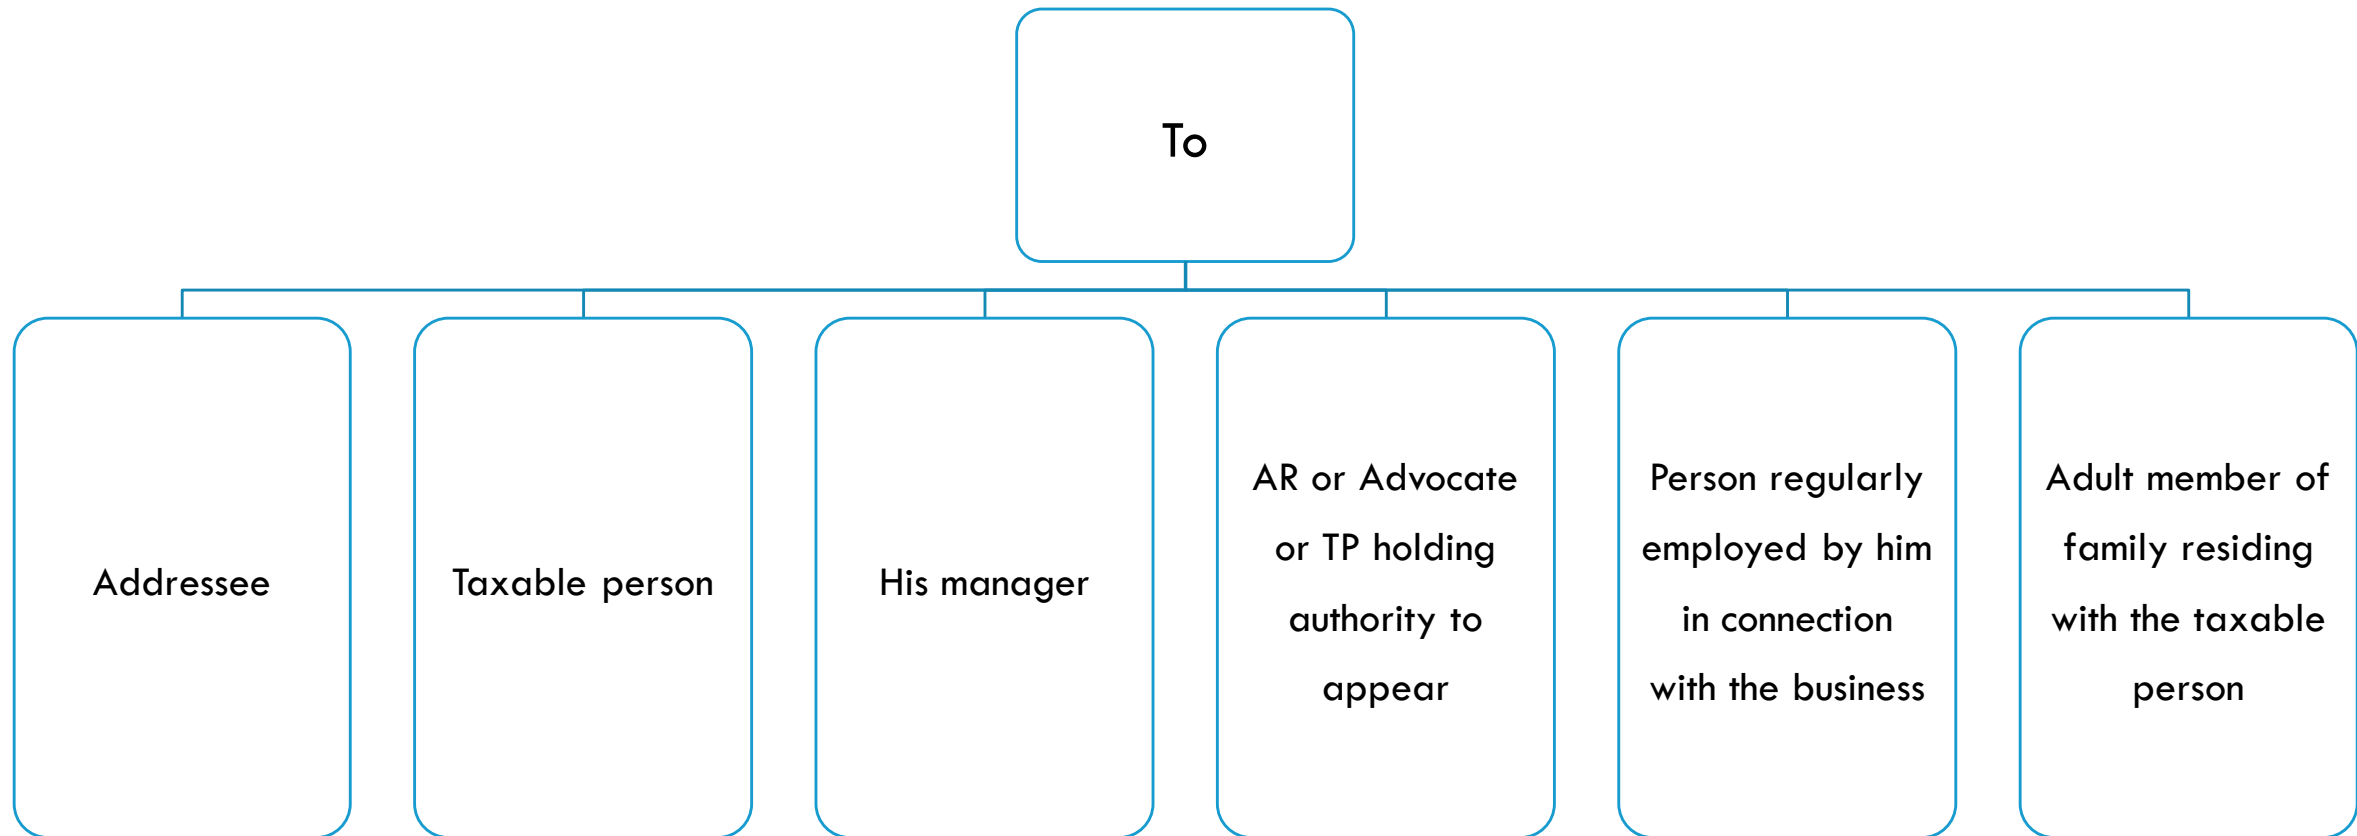 To
Addressee
Taxable person
His manager
AR or Advocate
or TP holding
authority to
appear
Person regularly
employed by him
in connection
with the business
Adult member of
family residing
with the taxable
person